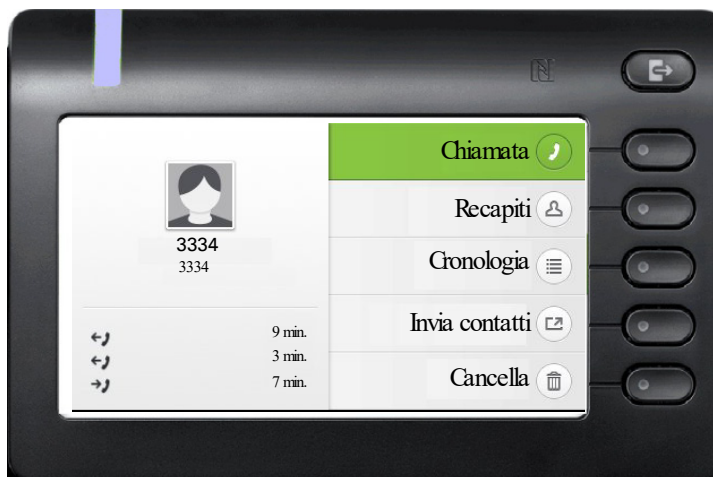 3334
3334
9 min.
3 min.
7 min.
Chiamata
Recapiti
Cronologia
Invia contatti
Cancella